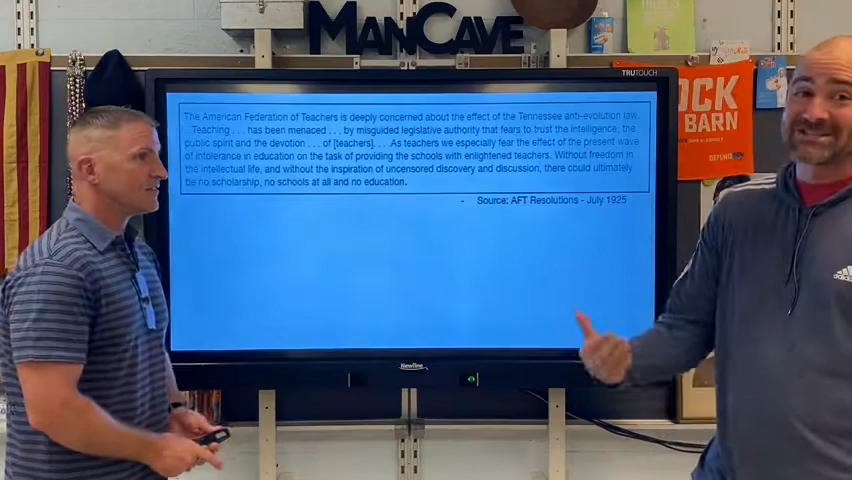 MANCAVE
TRUTOUCH
The American Federation of Teachers is deeply concerned about the effect of the Tennessee anti-evolution law.
. . .Teaching . . . has been menaced . . . by misguided legislative authority that fears to trust the intelligence, the
public spirit and the devotion . . . of [teachers]. . . .As teachers we especially fear the effect of the present wave
of intolerance in education on the task of providing the schools with enlightened teachers. Without freedom in
the intellectual life, and without the inspiration of uncensored discovery and discussion, there could ultimately
be no scholarship, no schools at all and no education.
- Source: AFT Resolutions - July 1925
OCK
BARN
DEFEND
adidas
Newline